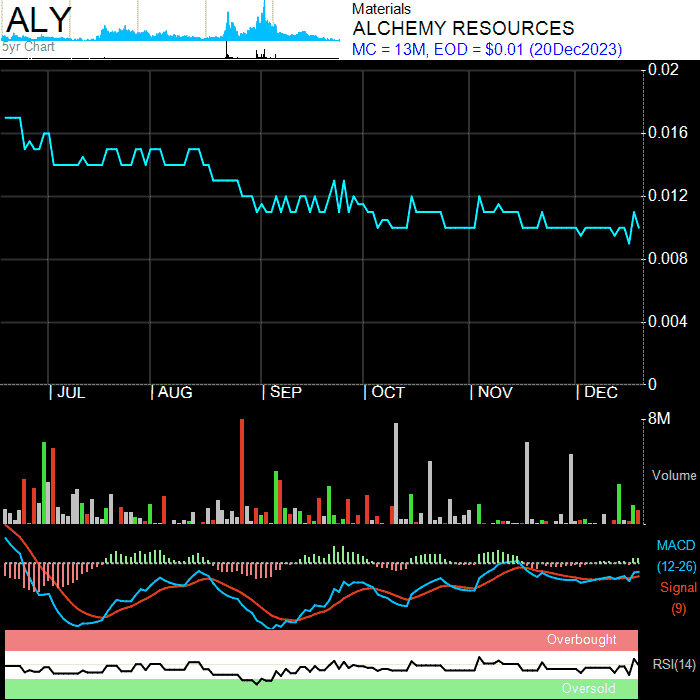 ALY
5yr Chart
Materials
ALCHEMY RESOURCES
MC = 13M, EOD = $0.01 (20Dec2023)
0.02
0.016
0.012
0.008
0.004
0
JUL
AUG
SEP
OCT
NOV
DEC
8M
Volume
MACD
(12-26)
Signal
(9)
Overbought
RSI(14)
Oversold